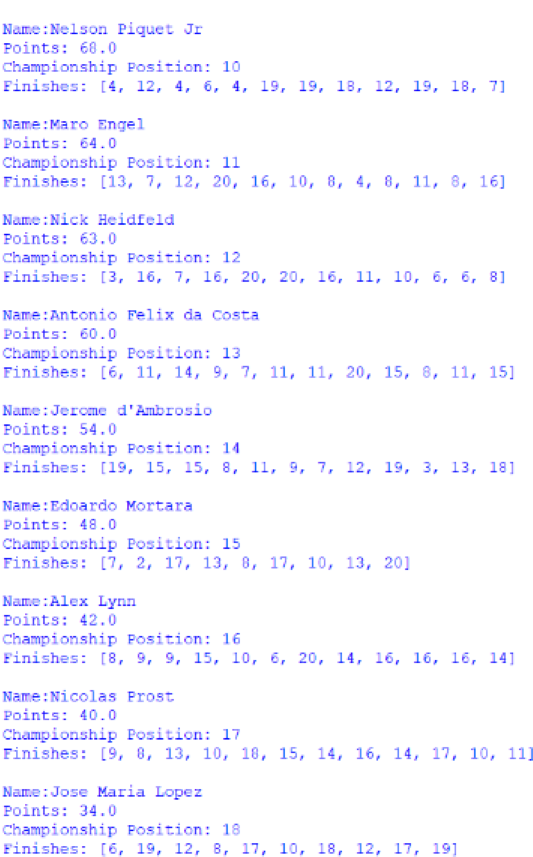 Name:Nelson Piquet Jr
Points: 68.0
Championship Position: 10
Finishes: [4, 12, 4, 6, 4, 19, 19, 18, 12, 19, 18, 7]
Name:Maro Engel
Points: 64.0
Championship Position: 11
Finishes: [13, 7, 12, 20, 16, 10, 8, 4, 8, 11, 8, 16]
Name:Nick Heidfeld
Points: 63.0
Championship Position: 12
Finishes: [3, 16, 7, 16, 20, 20, 16, 11, 10, 6, 6, 8]
Name:Antonio Felix da Costa
Points: 60.0
Championship Position: 13
Finishes: [6, 11, 14, 9, 7, 11, 11, 20, 15, 8, 11, 15]
Name:Jerome d'Ambrosio
Points: 54.0
Championship Position: 14
Finishes: [19, 15, 15, 8, 11, 9, 7, 12, 19, 3, 13, 18]
Name:Edoardo Mortara
Points: 48.0
Championship Position: 15
Finishes: [7, 2, 17, 13, 8, 17, 10, 13, 20]
Name:Alex Lynn
Points: 42.0
Championship Position: 16
Finishes: [8, 9, 9, 15, 10, 6, 20, 14, 16, 16, 16, 14]
Name:Nicolas Prost
Points: 40.0
Championship Position: 17
Finishes: [9, 8, 13, 10, 18, 15, 14, 16, 14, 17, 10, 11]
Name:Jose Maria Lopez
Points: 34.0
Championship Position: 18
Finishes: [6, 19, 12, 8, 17, 10, 18, 12, 17, 19]